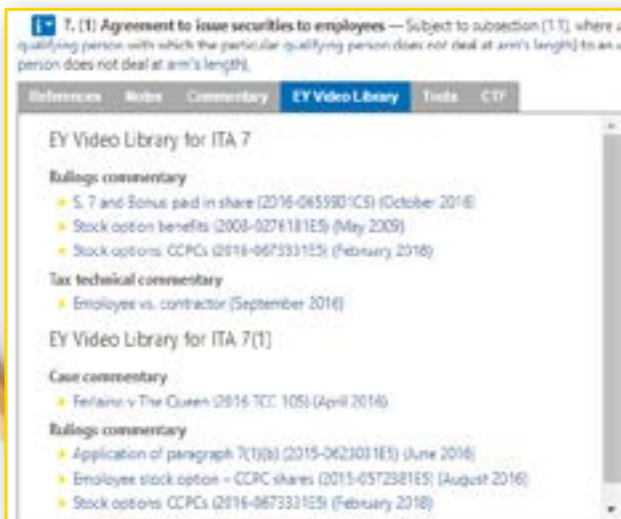 7. (1) Agreement to issue securities to employees — Subject to subsection (1.1), where a
qualifying person with which the particular qualifying person does not deal at arm's length) to an
person does not deal at arm's length),
References Notes Commentary EY Video Library Tools CTF
EY Video Library for ITA 7
Rulings commentary
S. 7 and Bonus paid in share (2016-0655901C5) (October 2016)
Stock option benefits (2008-0276181E5) (May 2009)
Stock options: CCPCs (2016-0673331E5) (February 2018)
Tax technical commentary
Employee vs. contractor (September 2016)
EY Video Library for ITA 7(1)
Case commentary
v The Queen (2016 TCC 105) (April 2016)
Rulings commentary
Application of paragraph 7(1)(b) (2015-0623031E5) (June 2016)
Employee stock option – CCPC shares (2015-0572381E5) (August 2016)
Stock options: CCPCs (2016-0673331E5) (February 2018)